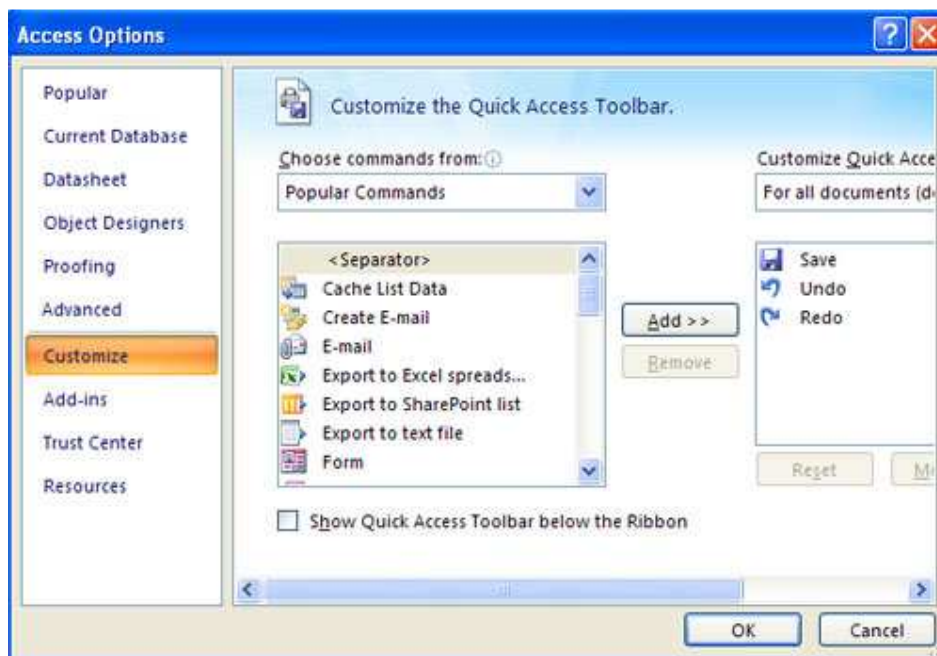 Access Options
Popular
Current Database
Datasheet
Object Designers
Proofing
Advanced
Customize
Add-ins
Trust Center
Resources
Customize the Quick Access Toolbar.
Choose commands from:
Popular Commands
<Separator>
Cache List Data
Create E-mail
E-mail
Export to Excel spreads...
Export to SharePoint list
Export to text file
Form
Show Quick Access Toolbar below the Ribbon
Add >>
Remove
Customize Quick Acce
For all documents (d
Save
Undo
Redo
Reset
M
OK
Cancel